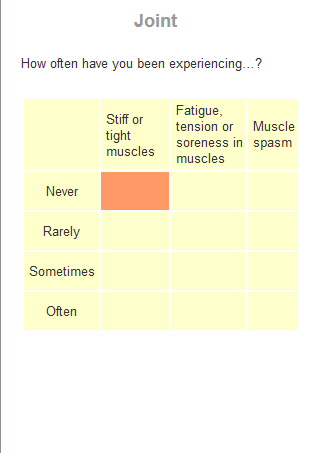 Joint
How often have you been experiencing...?
Stiff or
tight
muscles
Fatigue,
tension or
soreness in
muscles
Muscle
spasm
Never
Rarely
Sometimes
Often